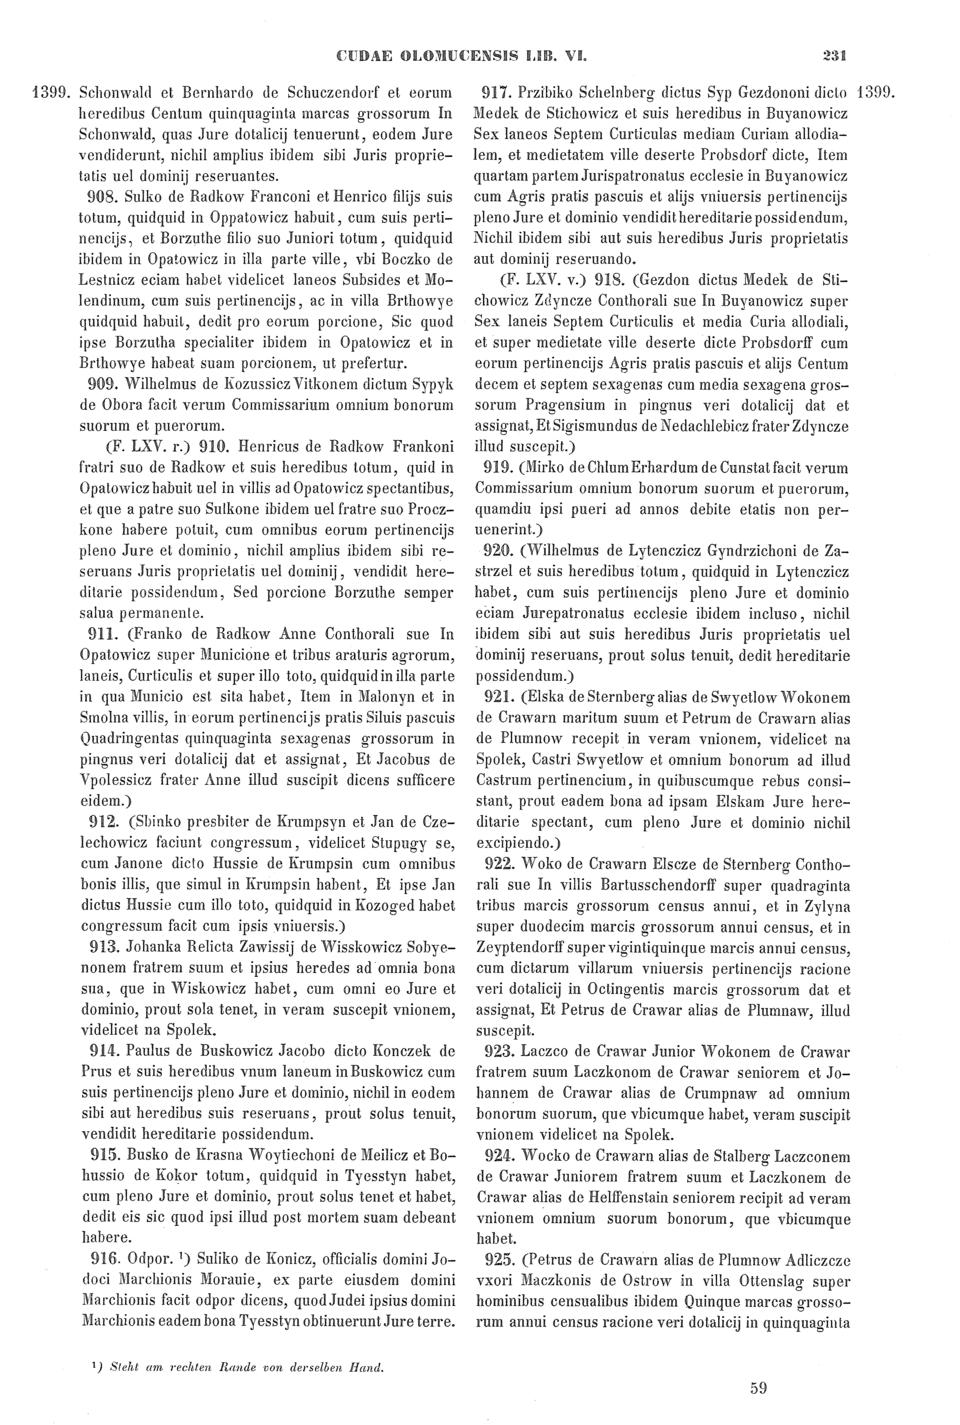 CUDAE OLOMUCENSIS LIB. VI. 231
1399. Schonwald et Bernhardo de Schuczendorf et eorum
heredibus Centum quinquaginta marcas grossorum In
Schonwald, quas Jure dotalicij tenuerunt, eodem Jure
vendiderunt, nichil amplius ibidem sibi Juris proprie-
tatis uel dominij reseruantes.
908. Sulko de Radkow Franconi et Henrico filijs suis
totum, quidquid in Oppatowicz habuit, cum suis perti-
nencijs, et Borzuthe filio suo Juniori totum, quidquid
ibidem in Opatowicz in illa parte ville, vbi Boczko de
Lestnicz eciam habet videlicet laneos Subsides et Mo-
lendinum, cum suis pertinencijs, ac in villa Brthowye
quidquid habuit, dedit pro eorum porcione, Sic quod
ipse Borzutha specialiter ibidem in Opatowicz et in
Brthowye habeat suam porcionem, ut prefertur.
909. Wilhelmus de Kozussicz Vitkonem dictum Sypyk
de Obora facit verum Commissarium omnium bonorum
suorum et puerorum.
(F. LXV. r.) 910. Henricus de Radkow Frankoni
fratri suo de Radkow et suis heredibus totum, quid in
Opatowicz habuit uel in villis ad Opatowicz spectantibus,
et que a patre suo Sulkone ibidem uel fratre suo Procz-
kone habere potuit, cum omnibus eorum pertinencijs
pleno Jure et dominio, nichil amplius ibidem sibi re-
seruans Juris proprietatis uel dominij, vendidit here-
ditarie possidendum, Sed porcione Borzuthe semper
salua permanente.
911. (Franko de Radkow Anne Conthorali sue In
Opatowicz super Municione et tribus araturis agrorum,
laneis, Curticulis et super illo toto, quidquid in illa parte
in qua Municio est sita habet, Item in Malonyn et in
Smolna villis, in eorum pertinencijs pratis Siluis pascuis
Quadringentas quinquaginta sexagenas grossorum in
pingnus veri dotalicij dat et assignat, Et Jacobus de
Vpolessicz frater Anne illud suscipit dicens sufficere
eidem.)
912. (Sbinko presbiter de Krumpsyn et Jan de Cze-
lechowicz faciunt congressum, videlicet Stupugy se,
cum Janone dicto Hussie de Krumpsin cum omnibus
bonis illis, que simul in Krumpsin habent, Et ipse Jan
dictus Hussie cum illo toto, quidquid in Kozoged habet
congressum facit cum ipsis vniuersis.)
913. Johanka Relicta Zawissij de Wisskowicz Sobye-
nonem fratrem suum et ipsius heredes ad omnia bona
sua, que in Wiskowicz habet, cum omni eo Jure et
dominio, prout sola tenet, in veram suscepit vnionem,
videlicet na Spolek.
914. Paulus de Buskowicz Jacobo dicto Konczek de
Prus et suis heredibus vnum laneum in Buskowicz cum
suis pertinencijs pleno Jure et dominio, nichil in eodem
sibi aut heredibus suis reseruans, prout solus tenuit,
vendidit hereditarie possidendum.
915. Busko de Krasna Woytiechoni de Meilicz et Bo-
hussio de Kokor totum, quidquid in Tyesstyn habet,
cum pleno Jure et dominio, prout solus tenet et habet,
dedit eis sic quod ipsi illud post mortem suam debeant
habere.
916. Odpor. ¹) Suliko de Konicz, officialis domini Jo-
doci Marchionis Morauie, ex parte eiusdem domini
Marchionis facit odpor dicens, quod Judei ipsius domini
Marchionis eadem bona Tyesstyn obtinuerunt Jure terre.
917. Przibiko Schelnberg dictus Syp Gezdononi dicto 1399.
Medek de Stichowicz et suis heredibus in Buyanowicz
Sex laneos Septem Curticulas mediam Curiam allodia-
lem, et medietatem ville deserte Probsdorf dicte, Item
quartam partem Jurispatronatus ecclesie in Buyanowicz
cum Agris pratis pascuis et alijs vniuersis pertinencijs
pleno Jure et dominio vendidit hereditarie possidendum,
Nichil ibidem sibi aut suis heredibus Juris proprietatis
aut dominij reseruando.
(F. LXV. v.) 918. (Gezdon dictus Medek de Sti-
chowicz Zdyncze Conthorali sue In Buyanowicz super
Sex laneis Septem Curticulis et media Curia allodiali,
et super medietate ville deserte dicte Probsdorff cum
eorum pertinencijs Agris pratis pascuis et alijs Centum
decem et septem sexagenas cum media sexagena gros-
sorum Pragensium in pingnus veri dotalicij dat et
assignat, Et Sigismundus de Nedachlebicz frater Zdyncze
illud suscepit.)
919. (Mirko de Chlum Erhardum de Cunstat facit verum
Commissarium omnium bonorum suorum et puerorum,
quamdiu ipsi pueri ad annos debite etatis non per-
uenerint.)
920. (Wilhelmus de Lytenczicz Gyndrzichoni de Za-
strzel et suis heredibus totum, quidquid in Lytenczicz
habet, cum suis pertinencijs pleno Jure et dominio
eciam Jurepatronatus ecclesie ibidem incluso, nichil
ibidem sibi aut suis heredibus Juris proprietatis uel
dominij reseruans, prout solus tenuit, dedit hereditarie
possidendum.)
921. (Elska de Sternberg alias de Swyetlow Wokonem
de Crawarn maritum suum et Petrum de Crawarn alias
de Plumnow recepit in veram vnionem, videlicet na
Spolek, Castri Swyetlow et omnium bonorum ad illud
Castrum pertinencium, in quibuscumque rebus consi-
stant, prout eadem bona ad ipsam Elskam Jure here-
ditarie spectant, cum pleno Jure et dominio nichil
excipiendo.)
922. Woko de Crawarn Elscze de Sternberg Contho-
rali sue In villis Bartusschendorff super quadraginta
tribus marcis grossorum census annui, et in Zylyna
super duodecim marcis grossorum annui census, et in
Zeyptendorff super vigintiquinque marcis annui census,
cum dictarum villarum vniuersis pertinencijs racione
veri dotalicij in Octingentis marcis grossorum dat et
assignat, Et Petrus de Crawar alias de Plumnaw, illud
suscepit.
923. Laczco de Crawar Junior Wokonem de Crawar
fratrem suum Laczkonom de Crawar seniorem et Jo-
hannem de Crawar alias de Crumpnaw ad omnium
bonorum suorum, que vbicumque habet, veram suscipit
vnionem videlicet na Spolek.
924. Wocko de Crawarn alias de Stalberg Laczconem
de Crawar Juniorem fratrem suum et Laczkonem de
Crawar alias de Helffenstain seniorem recipit ad veram
vnionem omnium suorum bonorum, que vbicumque
habet.
925. (Petrus de Crawarn alias de Plumnow Adliczcze
vxori Maczkonis de Ostrow in villa Ottenslag super
hominibus censualibus ibidem Quinque marcas grosso-
rum annui census racione veri dotalicij in quinquaginta
¹) Steht am rechten Rande von derselben Hand.
59